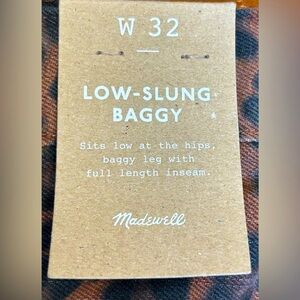 W 32
LOW-SLUNG
BAGGY
Sits low at the hips,
baggy leg with
full length inseam.
Madewell